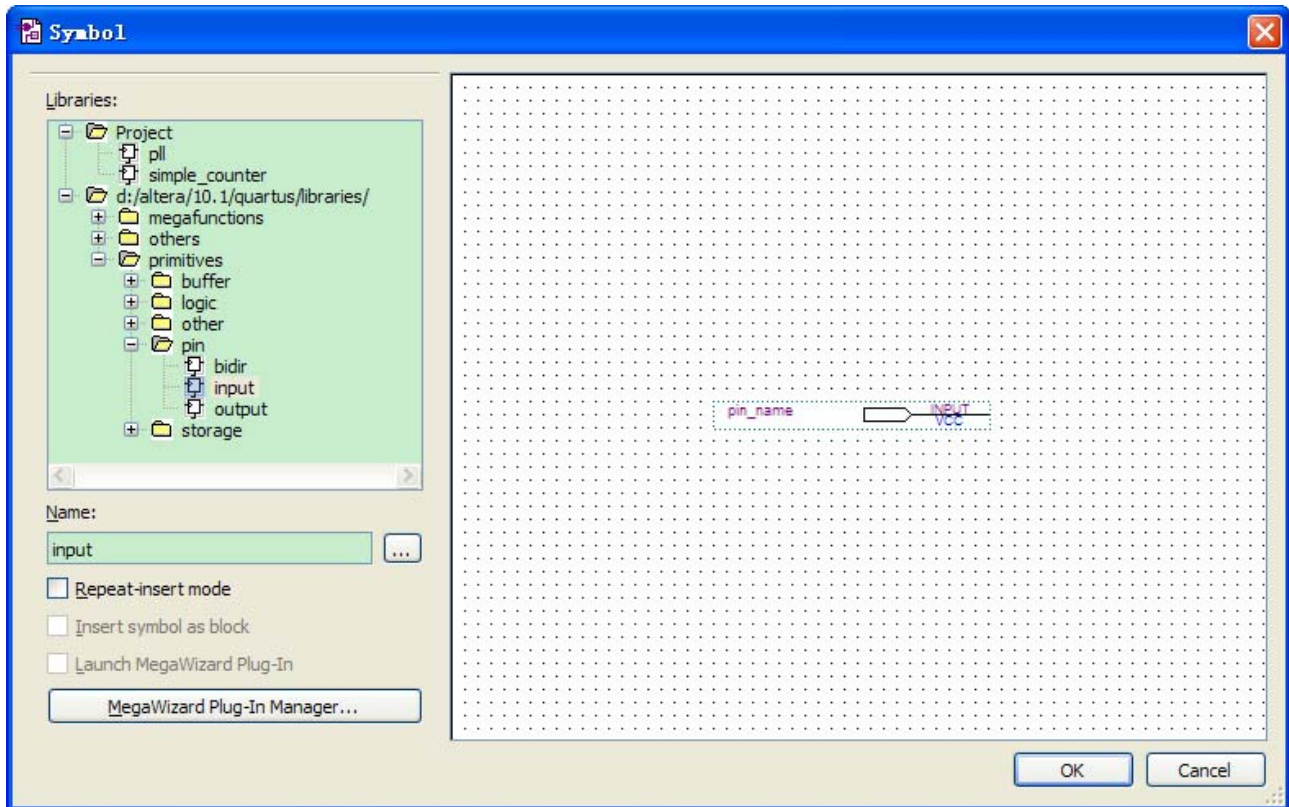 Symbol
Libraries:
Project
pll
simple_counter
d:/altera/10.1/quartus/libraries/
megafunctions
others
primitives
buffer
logic
other
pin
bidir
input
output
storage
Name:
input
...
Repeat-insert mode
Insert symbol as block
Launch MegaWizard Plug-In
MegaWizard Plug-In Manager...
pin_name
INPUT
VCC
OK
Cancel